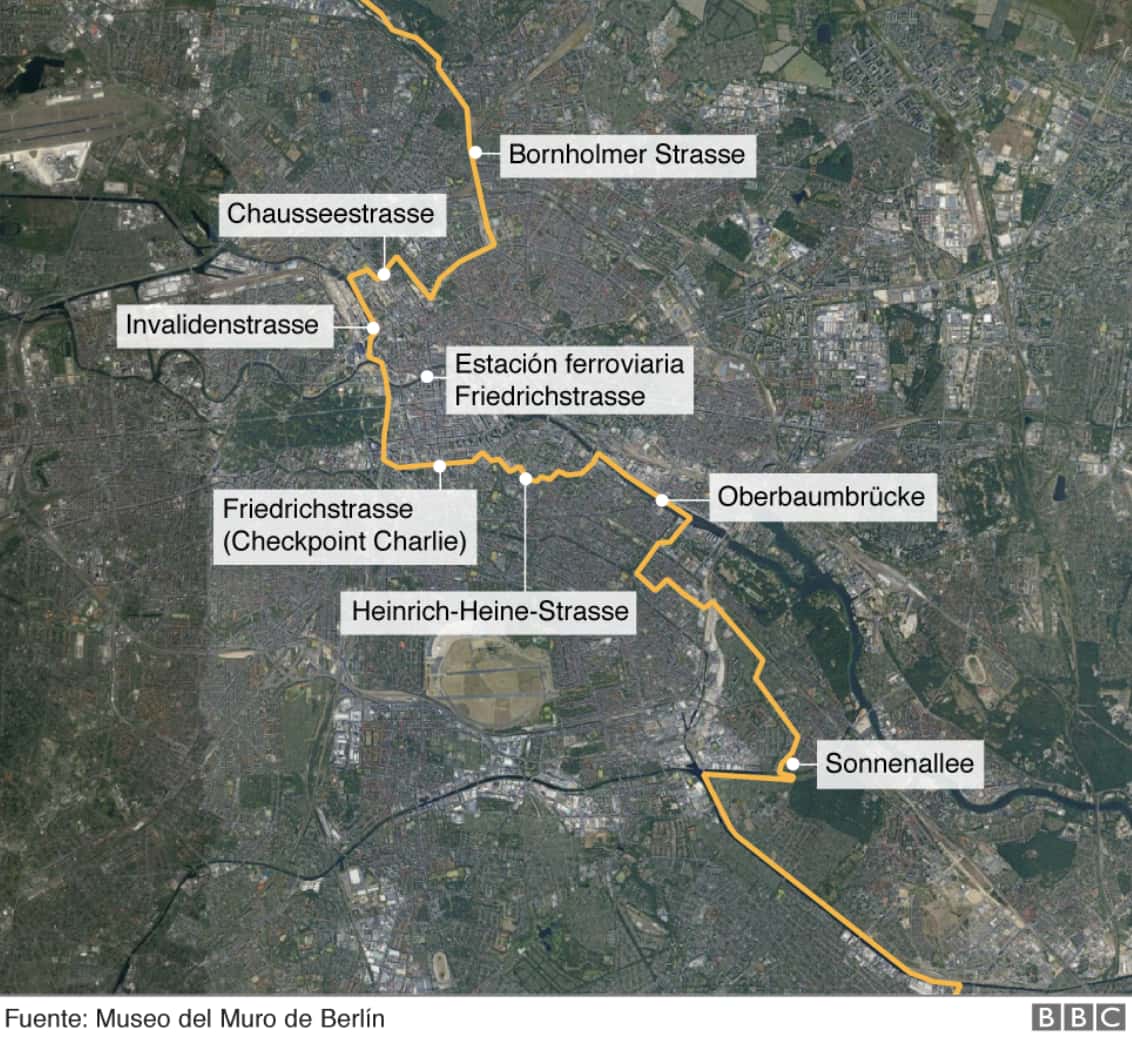 Bornholmer Strasse
Chausseestrasse
Invalidenstrasse
Estación ferroviaria
Friedrichstrasse
Oberbaumbrücke
Friedrichstrasse
(Checkpoint Charlie)
Heinrich-Heine-Strasse
Sonnenallee
Fuente: Museo del Muro de Berlín
BBC